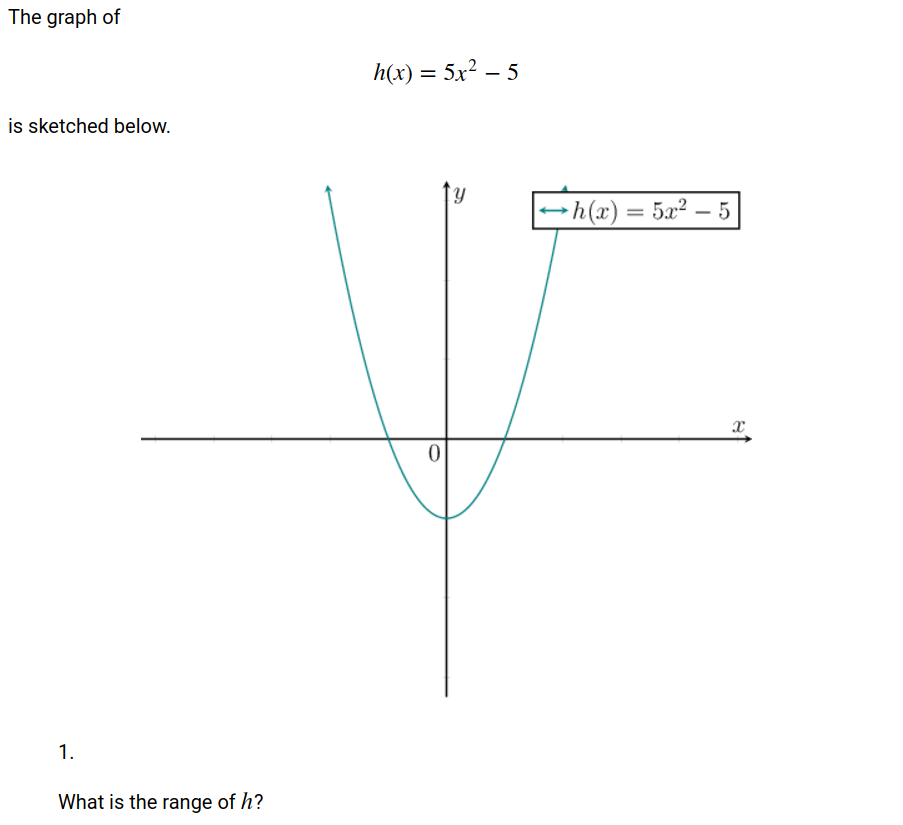 The graph of
h(x) = 5x² – 5
is sketched below.
y
h(x) = 5x² – 5
x
0
1.
What is the range of h?